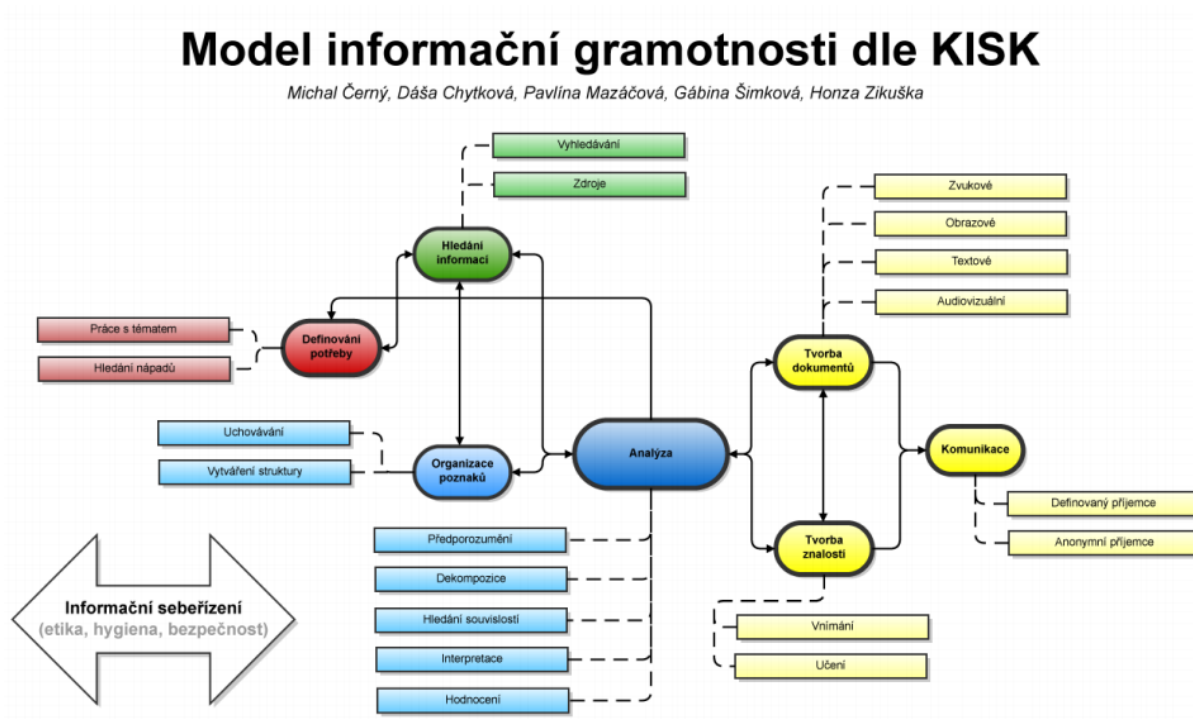 Model informační gramotnosti dle KISK
Michal Černý, Dáša Chytková, Pavlína Mazáčová, Gábina Šimková, Honza Zikuška
Vyhledávání
Zdroje
Hledání
informací
Práce s tématem
Hledání nápadů
Definování
potřeby
Uchovávání
Vytváření struktury
Organizace
poznaků
Analýza
Předporozumění
Dekompozice
Hledání souvislostí
Interpretace
Hodnocení
Zvukové
Obrazové
Textové
Audiovizuální
Tvorba
dokumentů
Tvorba
znalostí
Vnímání
Učení
Komunikace
Definovaný příjemce
Anonymní příjemce
Informační sebeřízení
(etika, hygiena, bezpečnost)